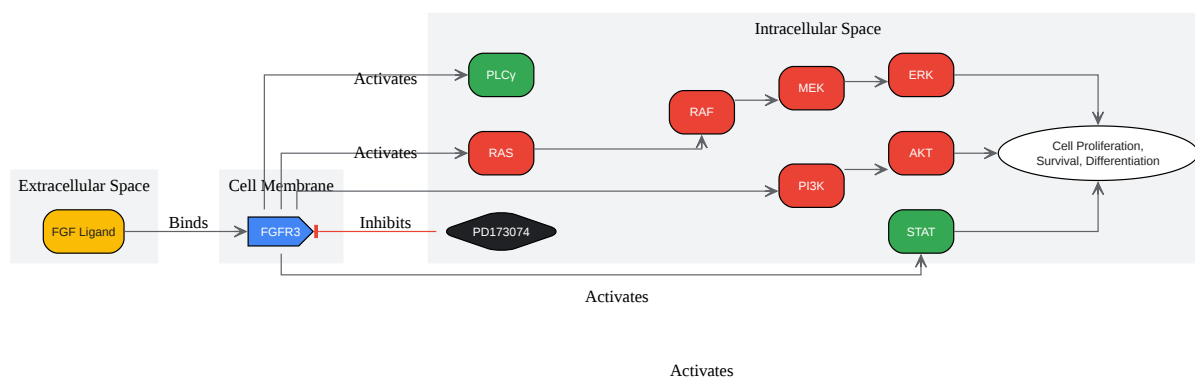 Intracellular Space
PLCγ
ERK
Activates
MEK
RAF
Activates
RAS
AKT
Cell Proliferation,
Survival, Differentiation
Extracellular Space
Cell Membrane
PI3K
FGF Ligand
Binds
FGFR3
Inhibits
PD173074
STAT
Activates
Activates